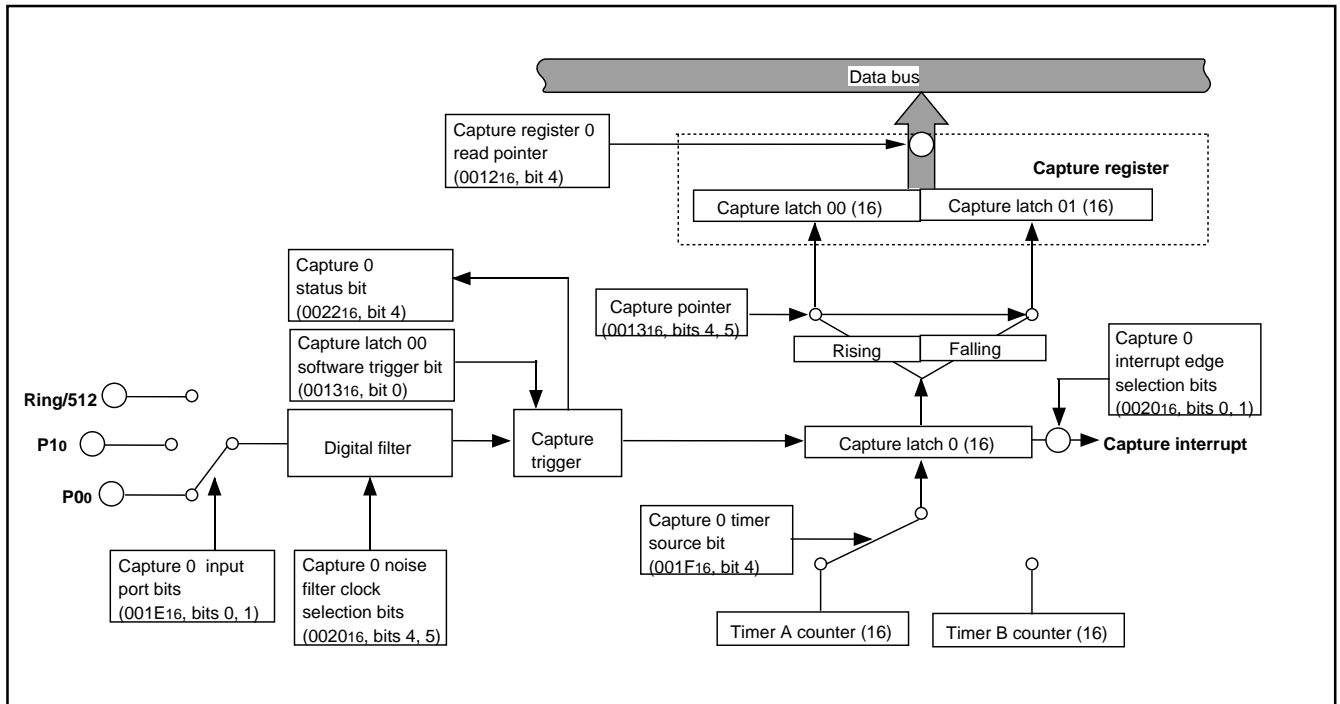 Data bus
Capture register 0
read pointer
(001216, bit 4)
Capture register
Capture latch 00 (16)
Capture latch 01 (16)
Capture 0
status bit
(002216, bit 4)
Capture pointer
(001316, bits 4, 5)
Rising
Falling
Capture 0
interrupt edge
selection bits
(002016, bits 0, 1)
Capture latch 00
software trigger bit
(001316, bit 0)
Ring/512
P10
P00
Digital filter
Capture
trigger
Capture latch 0 (16)
Capture interrupt
Capture 0 timer
source bit
(001F16, bit 4)
Capture 0 input
port bits
(001E16, bits 0, 1)
Capture 0 noise
filter clock
selection bits
(002016, bits 4, 5)
Timer A counter (16)
Timer B counter (16)